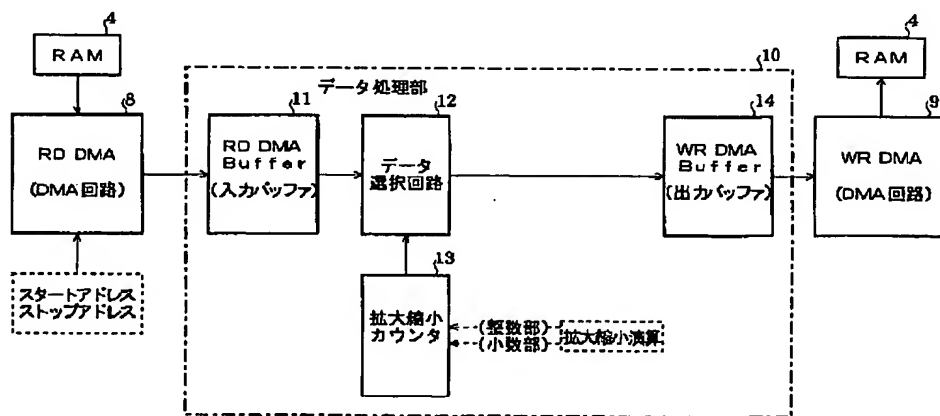 4
RAM
8
RD DMA
(DMA回路)
スタートアドレス
ストップアドレス
10
データ処理部
11
RD DMA
Buffer
(入力バッファ)
12
データ
選択回路
13
拡大縮小
カウンタ
(整数部)
(小数部)
拡大縮小演算
14
WR DMA
Buffer
(出力バッファ)
4
RAM
9
WR DMA
(DMA回路)